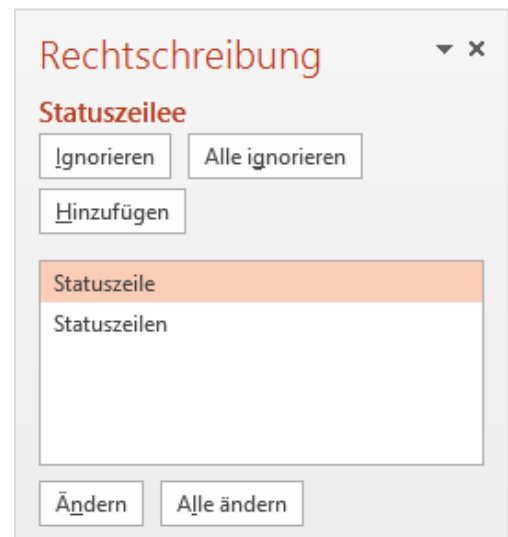 Rechtschreibung
Statuszeilee
Ignorieren Alle ignorieren
Hinzufügen
Statuszeile
Statuszeilen
Ändern Alle ändern